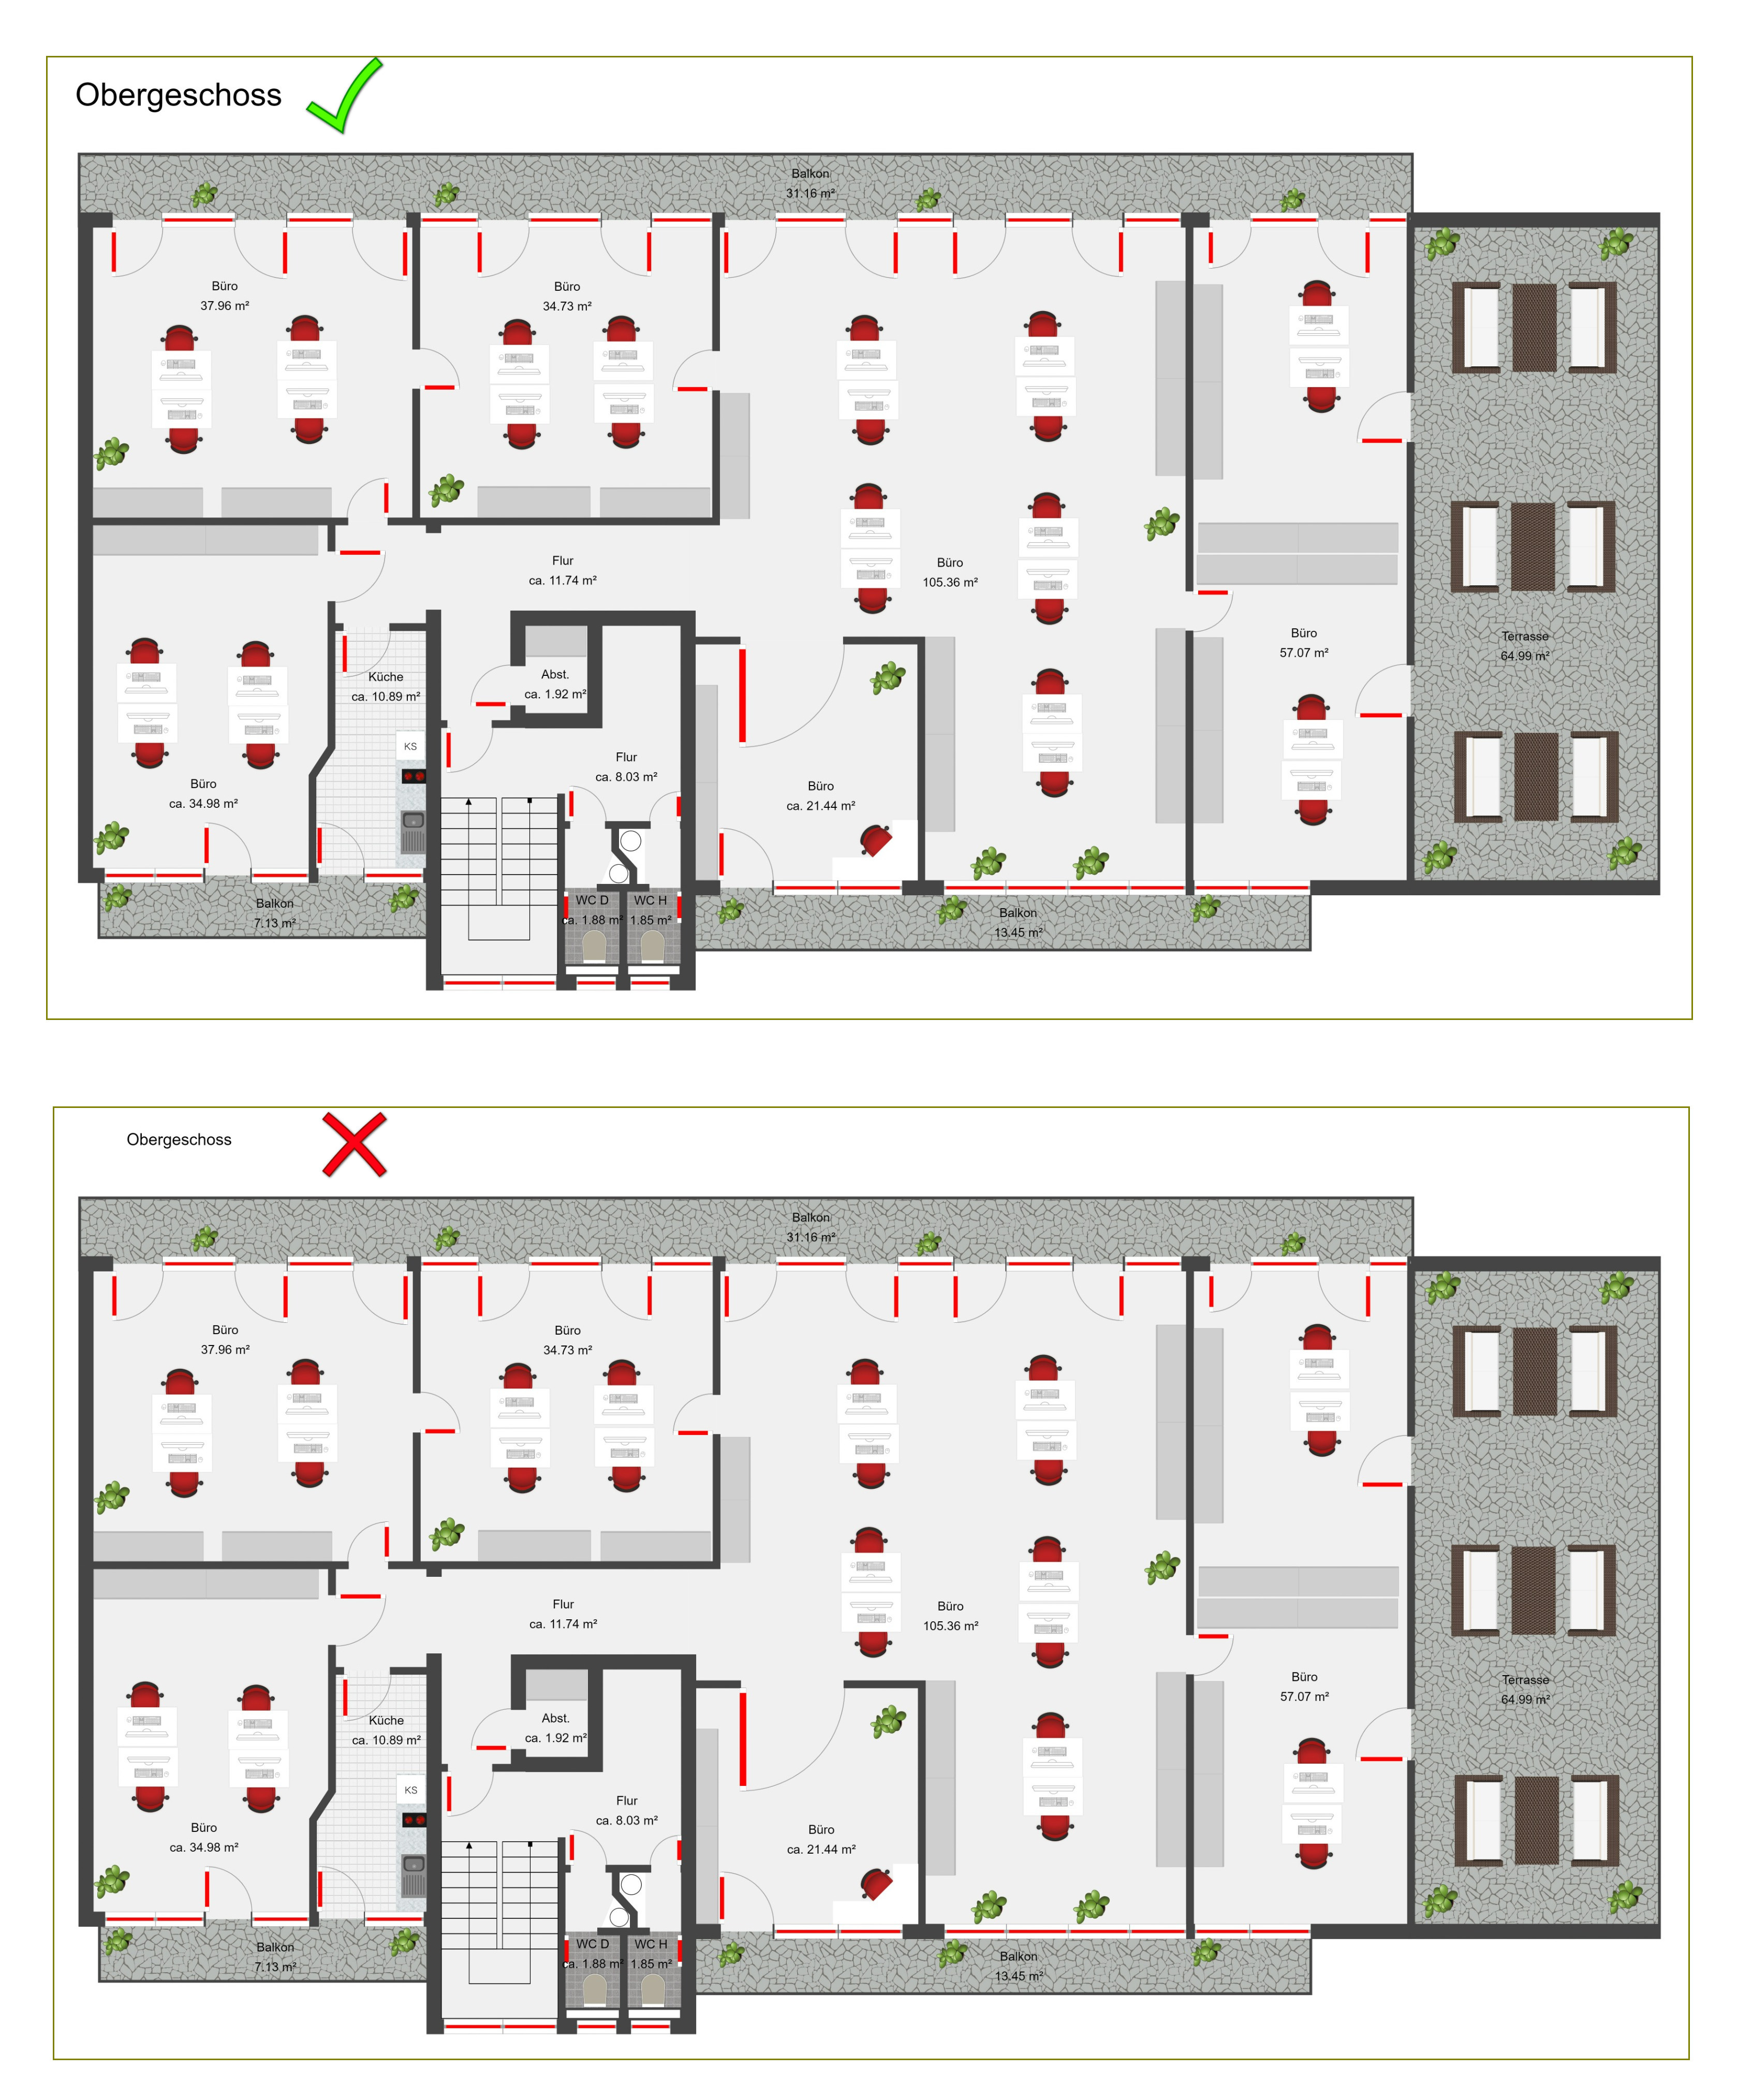 Obergeschoss
Balkon
31.16 m²
Büro
37.96 m²
Büro
34.73 m²
Flur
ca. 11.74 m²
Büro
105.36 m²
Büro
57.07 m²
Terrasse
64.99 m²
Küche
ca. 10.89 m²
Abst.
ca. 1.92 m²
KS
Flur
ca. 8.03 m²
Büro
ca. 34.98 m²
Büro
ca. 21.44 m²
WC D
ca. 1.88 m²
WC H
1.85 m²
Balkon
7.13 m²
Balkon
13.45 m²
Obergeschoss
Balkon
31.16 m²
Büro
37.96 m²
Büro
34.73 m²
Flur
ca. 11.74 m²
Büro
105.36 m²
Büro
57.07 m²
Terrasse
64.99 m²
Küche
ca. 10.89 m²
Abst.
ca. 1.92 m²
KS
Flur
ca. 8.03 m²
Büro
ca. 34.98 m²
Büro
ca. 21.44 m²
WC D
ca. 1.88 m²
WC H
1.85 m²
Balkon
7.13 m²
Balkon
13.45 m²